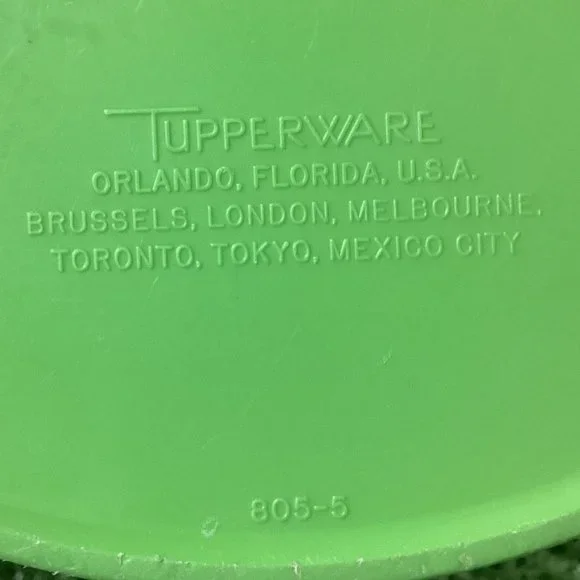 TUPPERWARE
ORLANDO, FLORIDA, U.S.A.
BRUSSELS, LONDON, MELBOURNE,
TORONTO, TOKYO, MEXICO CITY
805-5